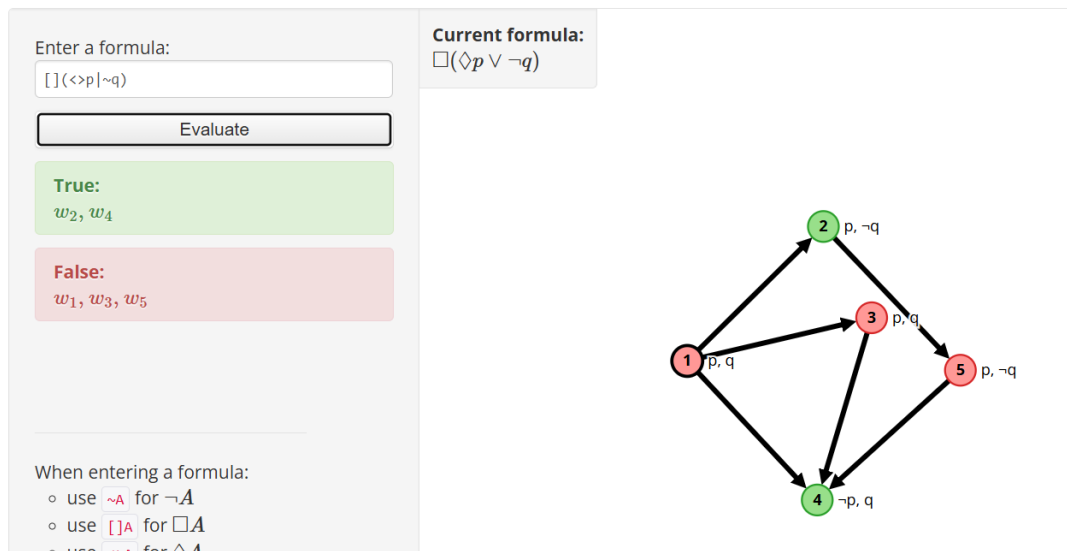 Enter a formula:
[](<>p|~q)
Evaluate
True:
w₂, w₄
False:
w₁, w₃, w₅
When entering a formula:
use ~A for ¬A
use []A for □A
Current formula:
□(◊p ∨ ¬q)
2 p, ¬q
3 p, q
1 p, q
5 p, ¬q
4 ¬p, q